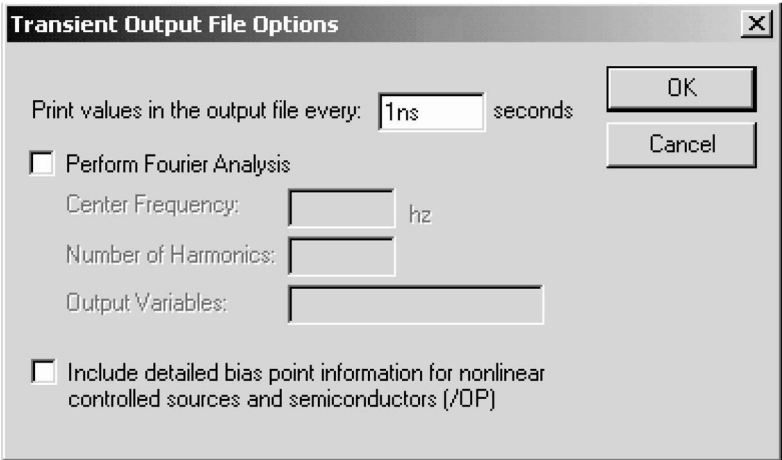 Transient Output File Options
Print values in the output file every: 1ns seconds
OK
Cancel
Perform Fourier Analysis
Center Frequency: hz
Number of Harmonics:
Output Variables:
Include detailed bias point information for nonlinear
controlled sources and semiconductors (/OP)